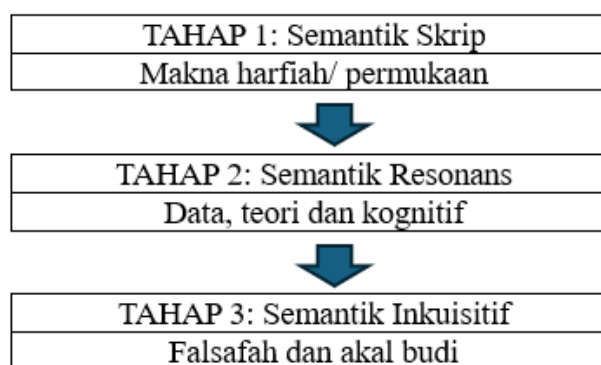 TAHAP 1: Semantik Skrip
Makna harfiah/ permukaan
TAHAP 2: Semantik Resonans
Data, teori dan kognitif
TAHAP 3: Semantik Inkuisitif
Falsafah dan akal budi